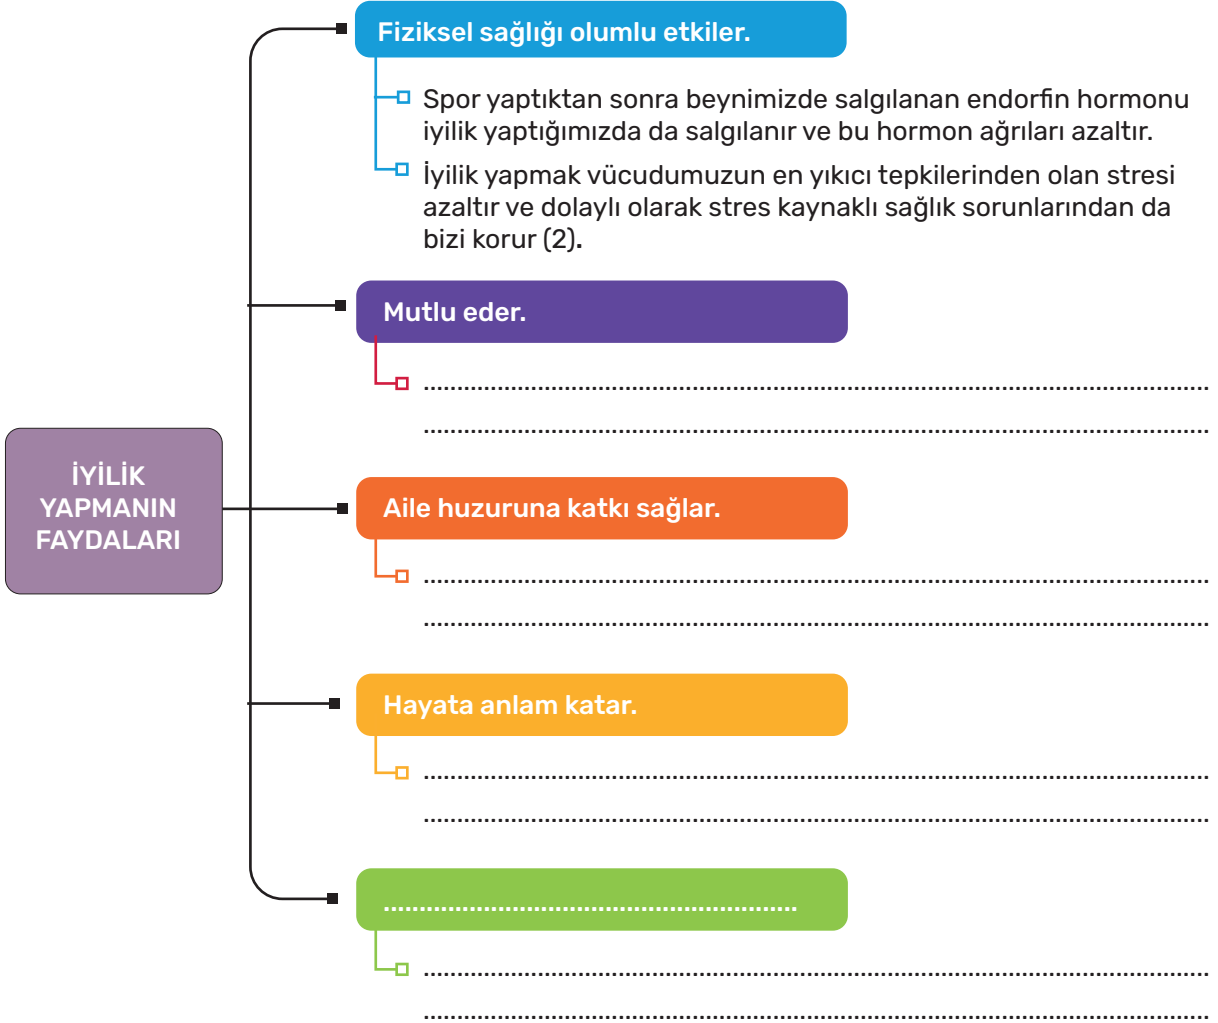 Fiziksel sağlığı olumlu etkiler.
Spor yaptıktan sonra beynimizde salgılanan endorfin hormonu
iyilik yaptığımızda da salgılanır ve bu hormon ağrıları azaltır.
İyilik yapmak vücudumuzun en yıkıcı tepkilerinden olan stresi
azaltır ve dolaylı olarak stres kaynaklı sağlık sorunlarından da
bizi korur (2).
Mutlu eder.
İYİLİK
YAPMANIN
FAYDALARI
Aile huzuruna katkı sağlar.
Hayata anlam katar.